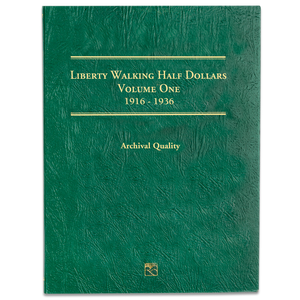 Liberty Walking Half Dollars
Volume One
1916 - 1936
Archival Quality